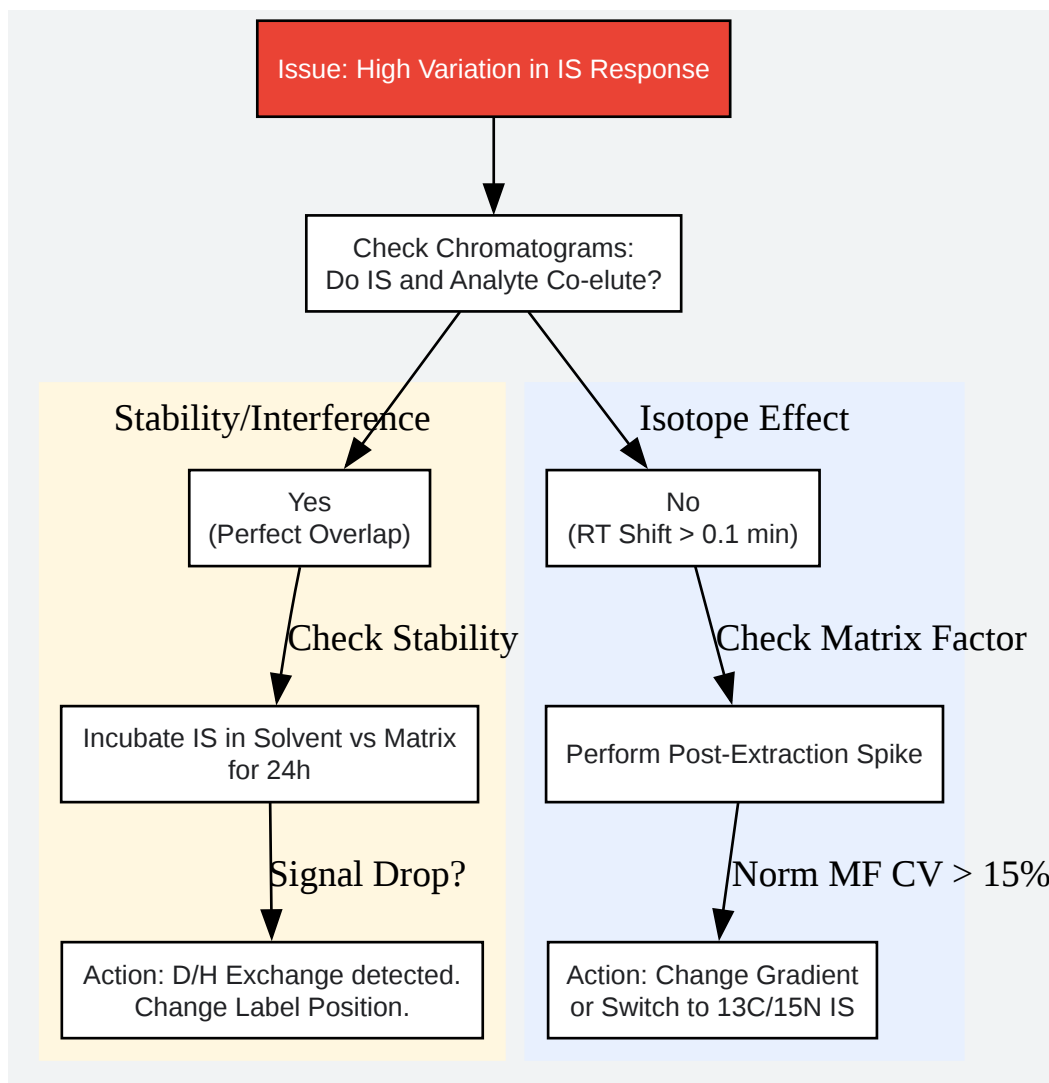 Issue: High Variation in IS Response
Check Chromatograms:
Do IS and Analyte Co-elute?
Stability/Interference
Isotope Effect
Yes
(Perfect Overlap)
No
(RT Shift > 0.1 min)
Check Stability
Check Matrix Factor
Incubate IS in Solvent vs Matrix
for 24h
Perform Post-Extraction Spike
Signal Drop?
Norm MF CV > 15%
Action: D/H Exchange detected.
Change Label Position.
Action: Change Gradient
or Switch to 13C/15N IS